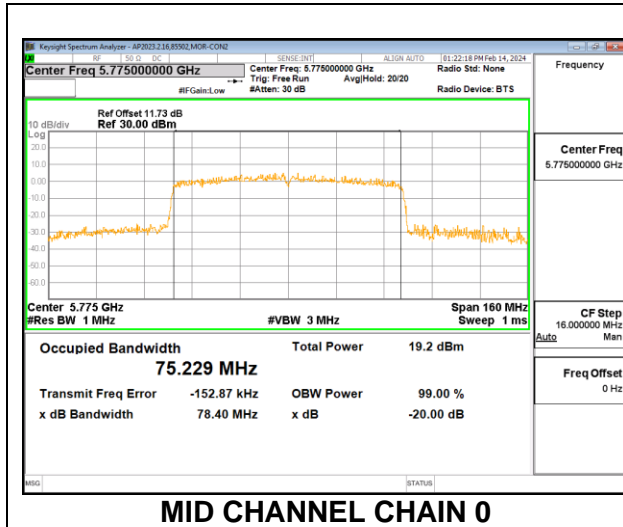 Keysight Spectrum Analyzer - AP2023.2.16,85502,MOR-CON2
RF 50 Ω DC SENSE:INT ALIGN AUTO 01:22:18 PM Feb 14, 2024
Center Freq 5.775000000 GHz Center Freq: 5.775000000 GHz Radio Std: None
Trig: Free Run Avg|Hold: 20/20
#IFGain:Low #Atten: 30 dB Radio Device: BTS
Frequency
Ref Offset 11.73 dB
10 dB/div Ref 30.00 dBm
Log
20.0
10.0
0.00
-10.0
-20.0
-30.0
-40.0
-50.0
-60.0
Center Freq
5.775000000 GHz
Center 5.775 GHz Span 160 MHz
#Res BW 1 MHz #VBW 3 MHz Sweep 1 ms
CF Step
16.000000 MHz
Auto Man
Occupied Bandwidth Total Power 19.2 dBm
75.229 MHz
Transmit Freq Error -152.87 kHz OBW Power 99.00 %
x dB Bandwidth 78.40 MHz x dB -20.00 dB
Freq Offset
0 Hz
MSG STATUS
MID CHANNEL CHAIN 0